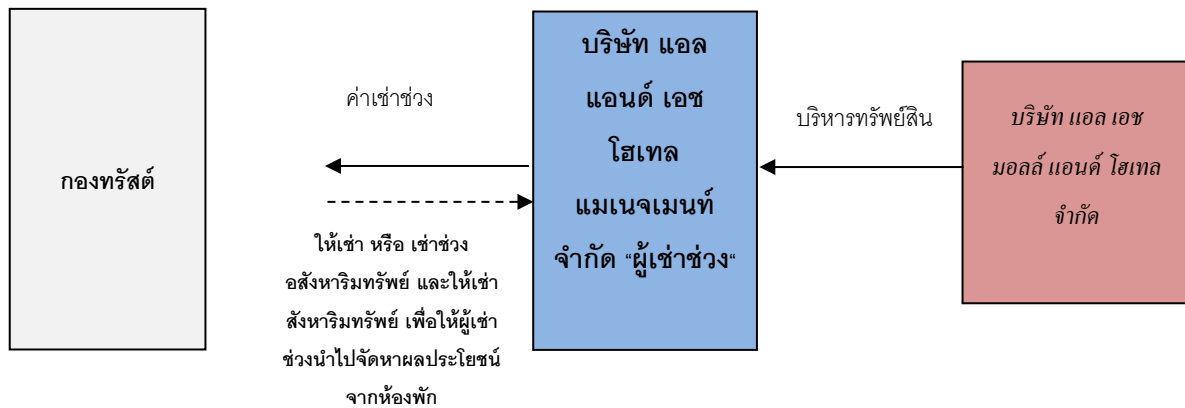 กองทรัสต์
ค่าเช่าช่วง
ให้เช่า หรือ เช่าช่วง
อสังหาริมทรัพย์ และให้เช่า
สังหาริมทรัพย์ เพื่อให้ผู้เช่า
ช่วงนำไปจัดหาผลประโยชน์
จากห้องพัก
บริษัท แอล
แอนด์ เอช
โฮเทล
แมเนจเมนท์
จำกัด “ผู้เช่าช่วง“
บริหารทรัพย์สิน
บริษัท แอล เอช
มอลล์ แอนด์ โฮเทล
จำกัด